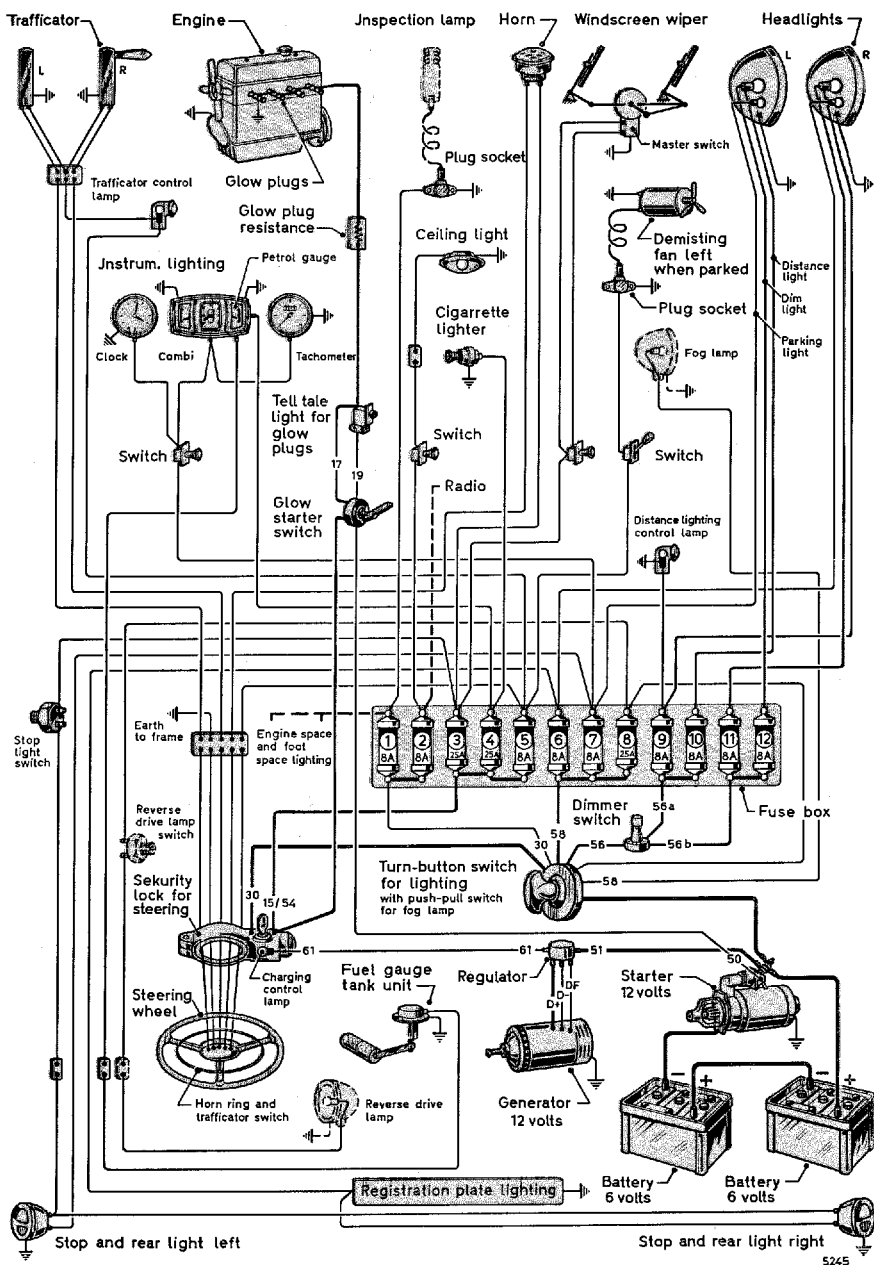 Trafficator
Engine
Jnspection lamp
Horn
Windscreen wiper
Headlights
L
R
L
R
Master switch
Plug socket
Trafficator control
lamp
Glow plugs
Glow plug
resistance
Ceiling light
Demisting
fan left
when parked
Distance
light
Dim
light
Parking
light
Jnstrum. lighting
Petrol gauge
Plug socket
Cigarrette
lighter
Clock
Combi
Tachometer
Fog lamp
Tell tale
light for
glow
plugs
Switch
Switch
Switch
17
19
Radio
Glow
starter
switch
Distance lighting
control lamp
Stop
light
switch
Earth
to frame
Engine space
and foot
space lighting
1
8A
2
8A
3
25A
4
25A
5
8A
6
8A
7
8A
8
25A
9
8A
10
8A
11
8A
12
8A
Fuse box
Reverse
drive lamp
switch
Dimmer
switch
56a
58
30
56
56b
Turn-button switch
for lighting
with push-pull switch
for fog lamp
58
Sekurity
lock for
steering
30
15/54
61
Charging
control
lamp
61
51
50
Regulator
D+
D-
DF
Fuel gauge
tank unit
Starter
12 volts
Steering
wheel
Horn ring and
trafficator switch
Reverse drive
lamp
Generator
12 volts
- +
- +
Battery
6 volts
Battery
6 volts
Registration plate lighting
Stop and rear light left
Stop and rear light right
5245